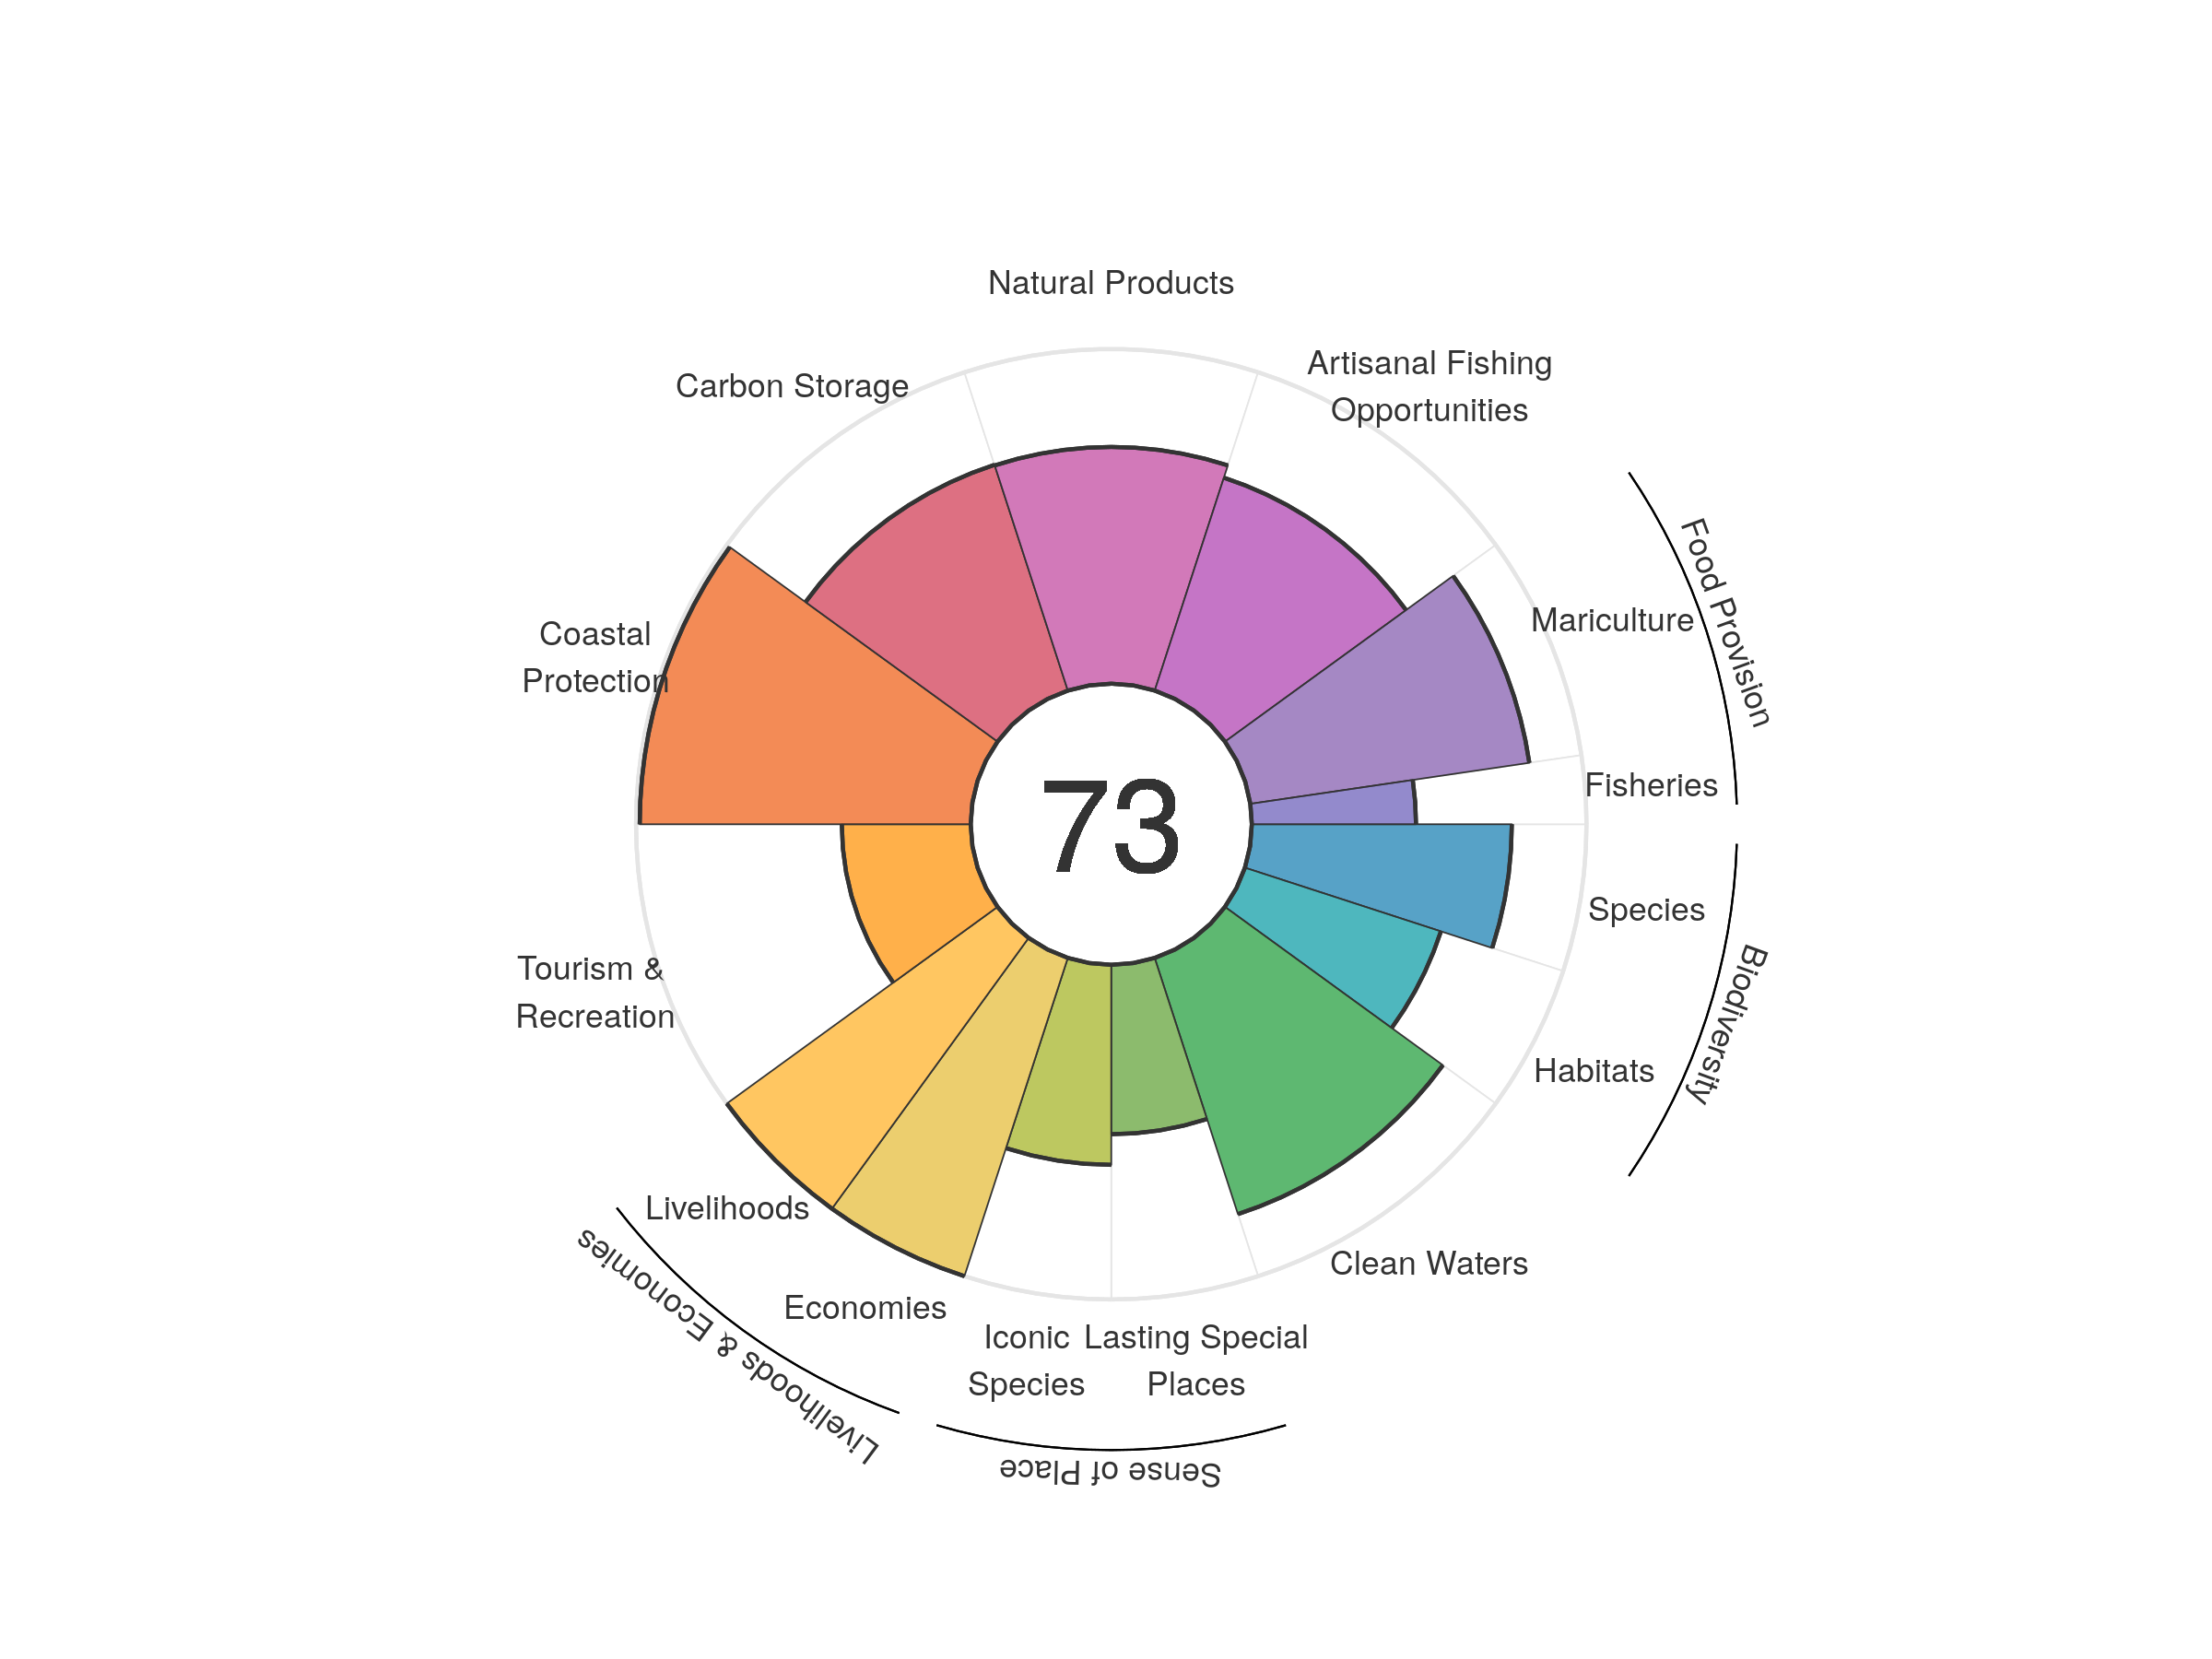 Natural Products
Artisanal Fishing
Opportunities
Carbon Storage
Food Provision
Mariculture
Coastal
Protection
Fisheries
73
Species
Biodiversity
Tourism &
Recreation
Habitats
Livelihoods
Clean Waters
Livelihoods & Economies
Economies
Iconic
Species
Lasting Special
Places
Sense of Place